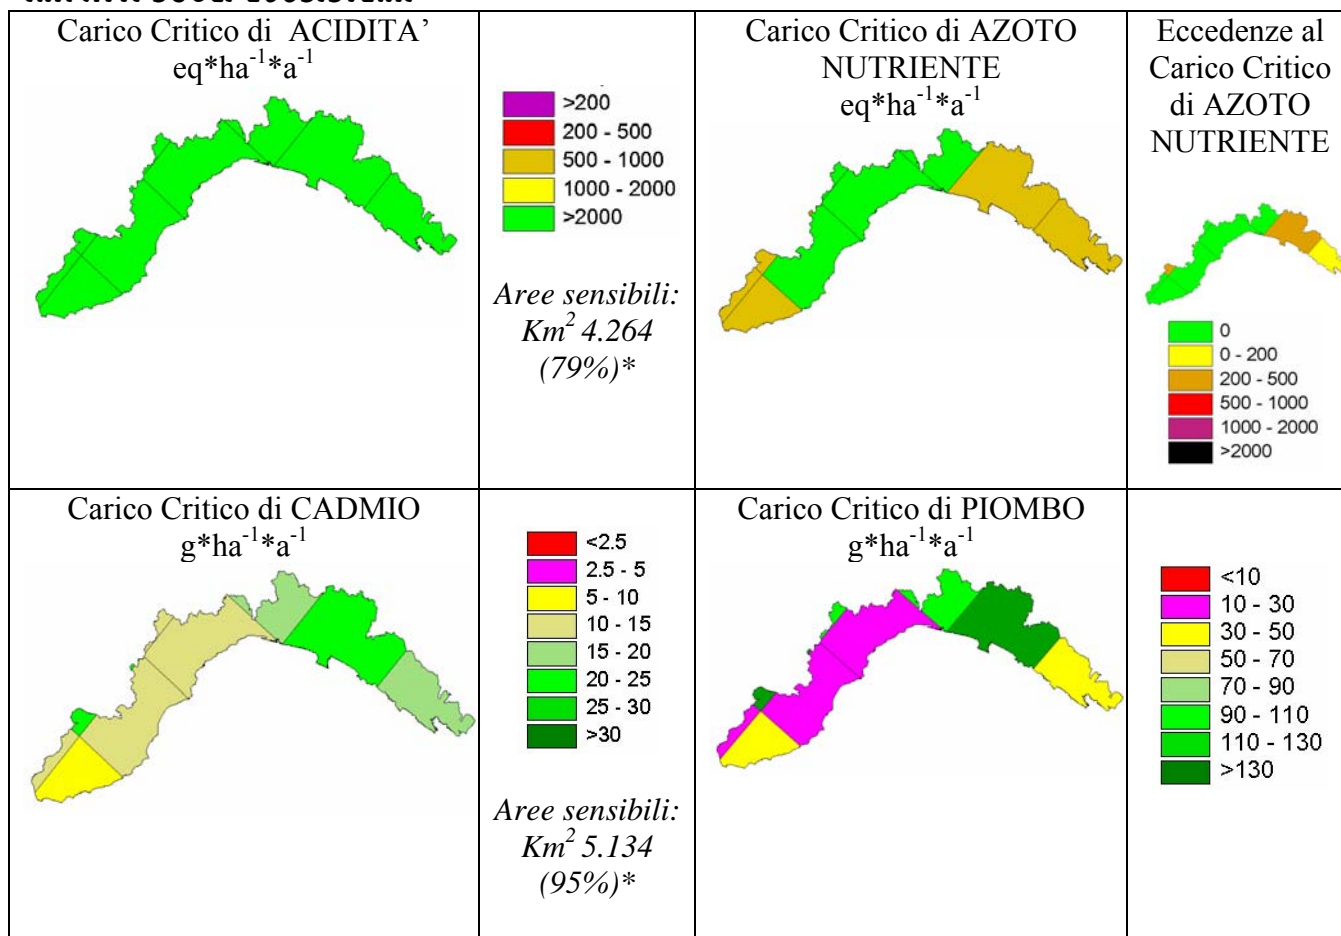 Carico Critico di ACIDITA’
eq*ha⁻¹*a⁻¹
>200
200 - 500
500 - 1000
1000 - 2000
>2000
Aree sensibili:
Km² 4.264
(79%)*
Carico Critico di AZOTO
NUTRIENTE
eq*ha⁻¹*a⁻¹
Eccedenze al
Carico Critico
di AZOTO
NUTRIENTE
0
0 - 200
200 - 500
500 - 1000
1000 - 2000
>2000
Carico Critico di CADMIO
g*ha⁻¹*a⁻¹
<2.5
2.5 - 5
5 - 10
10 - 15
15 - 20
20 - 25
25 - 30
>30
Aree sensibili:
Km² 5.134
(95%)*
Carico Critico di PIOMBO
g*ha⁻¹*a⁻¹
<10
10 - 30
30 - 50
50 - 70
70 - 90
90 - 110
110 - 130
>130